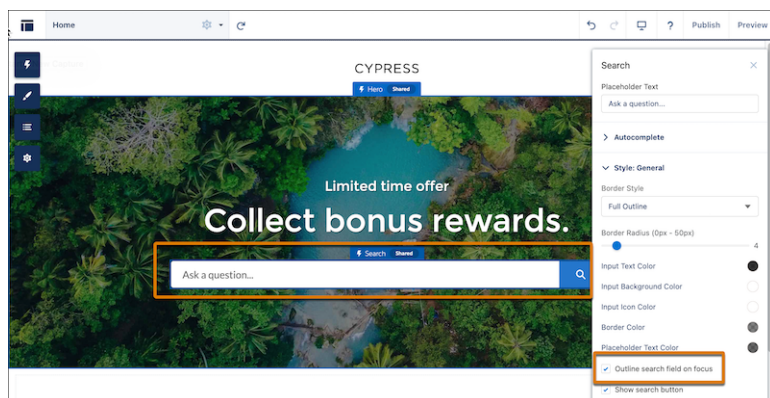 Home
? Publish Preview
CYPRESS
Hero Shared
Limited time offer
Collect bonus rewards.
Search Shared
Ask a question...
Search
Placeholder Text
Ask a question...
Autocomplete
Style: General
Border Style
Full Outline
Border Radius (0px - 50px)
4
Input Text Color
Input Background Color
Input Icon Color
Border Color
Placeholder Text Color
Outline search field on focus
Show search button